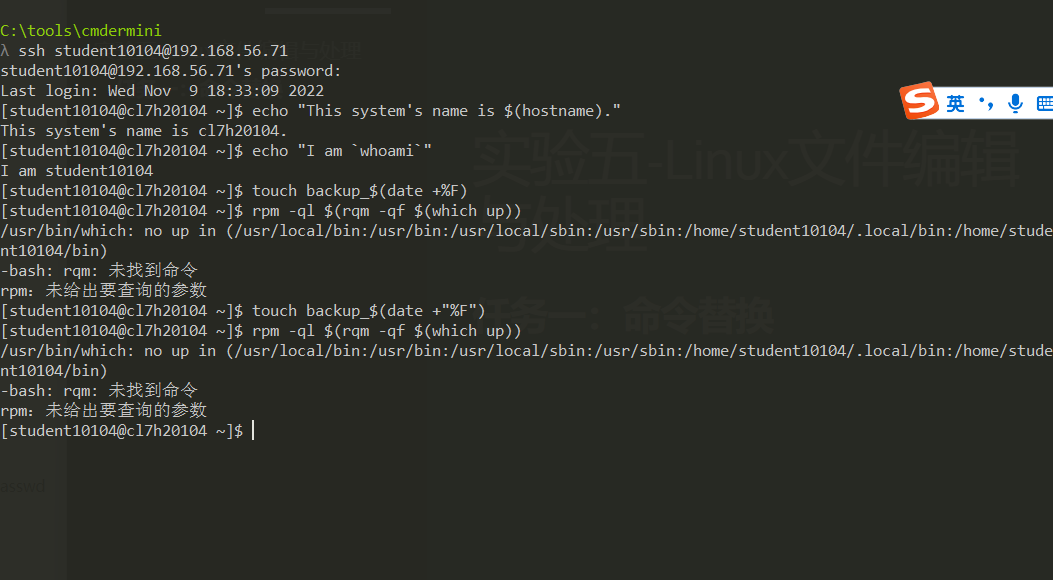 C:\tools\cmdermini
λ ssh student10104@192.168.56.71
student10104@192.168.56.71's password:
Last login: Wed Nov  9 18:33:09 2022
[student10104@cl7h20104 ~]$ echo "This system's name is $(hostname)."
This system's name is cl7h20104.
[student10104@cl7h20104 ~]$ echo "I am `whoami`"
I am student10104
[student10104@cl7h20104 ~]$ touch backup_$(date +%F)
[student10104@cl7h20104 ~]$ rpm -ql $(rqm -qf $(which up))
/usr/bin/which: no up in (/usr/local/bin:/usr/bin:/usr/local/sbin:/usr/sbin:/home/student10104/.local/bin:/home/stude
nt10104/bin)
-bash: rqm: 未找到命令
rpm：未给出要查询的参数
[student10104@cl7h20104 ~]$ touch backup_$(date +"%F")
[student10104@cl7h20104 ~]$ rpm -ql $(rqm -qf $(which up))
/usr/bin/which: no up in (/usr/local/bin:/usr/bin:/usr/local/sbin:/usr/sbin:/home/student10104/.local/bin:/home/stude
nt10104/bin)
-bash: rqm: 未找到命令
rpm：未给出要查询的参数
[student10104@cl7h20104 ~]$
英
实验五-Linux文件编辑
与处理
任务一：命令替换
asswd